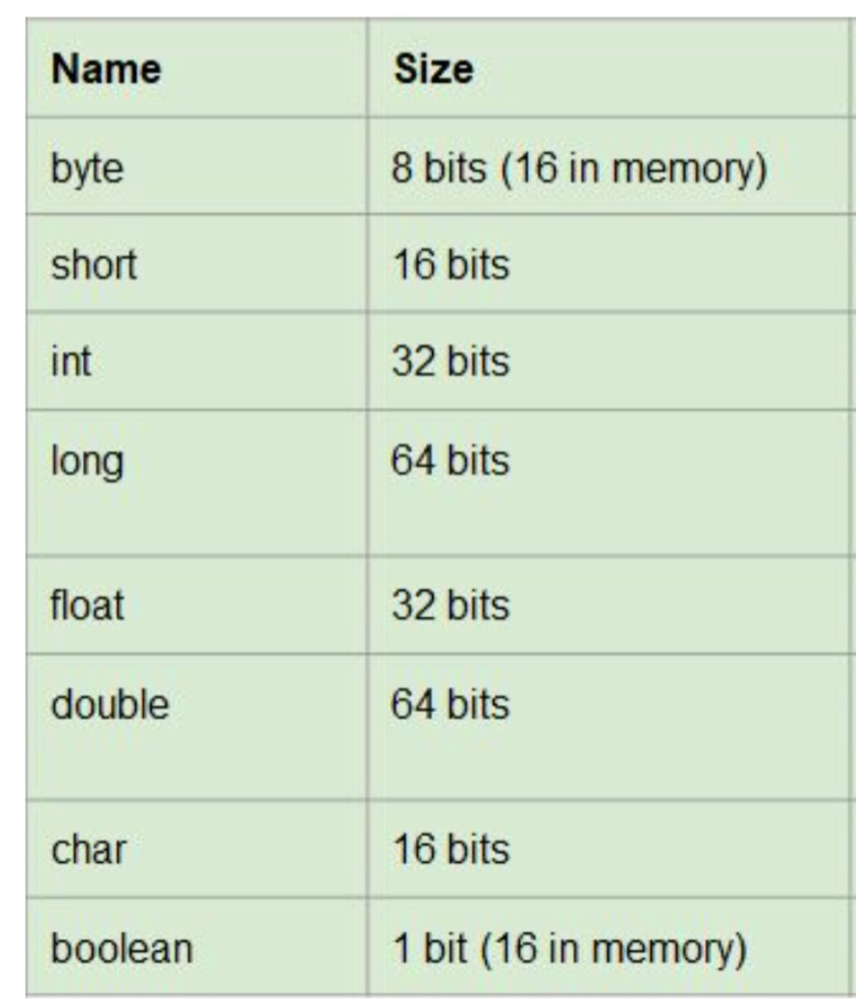 Name Size
byte 8 bits (16 in memory)
short 16 bits
int 32 bits
long 64 bits
float 32 bits
double 64 bits
char 16 bits
boolean 1 bit (16 in memory)